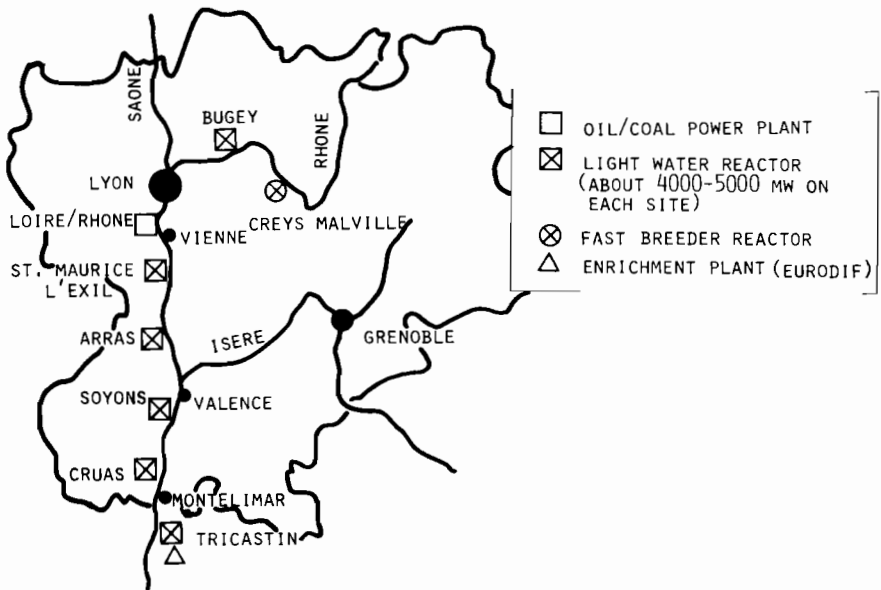 SAONE
BUGEY
RHONE
LYON
CREYS MALVILLE
LOIRE/RHONE
VIENNE
ST. MAURICE
L'EXIL
ARRAS
ISERE
GRENOBLE
SOYONS
VALENCE
CRUAS
MONTELIMAR
TRICASTIN
OIL/COAL POWER PLANT
LIGHT WATER REACTOR
(ABOUT 4000-5000 MW ON
EACH SITE)
FAST BREEDER REACTOR
ENRICHMENT PLANT (EURODIF)